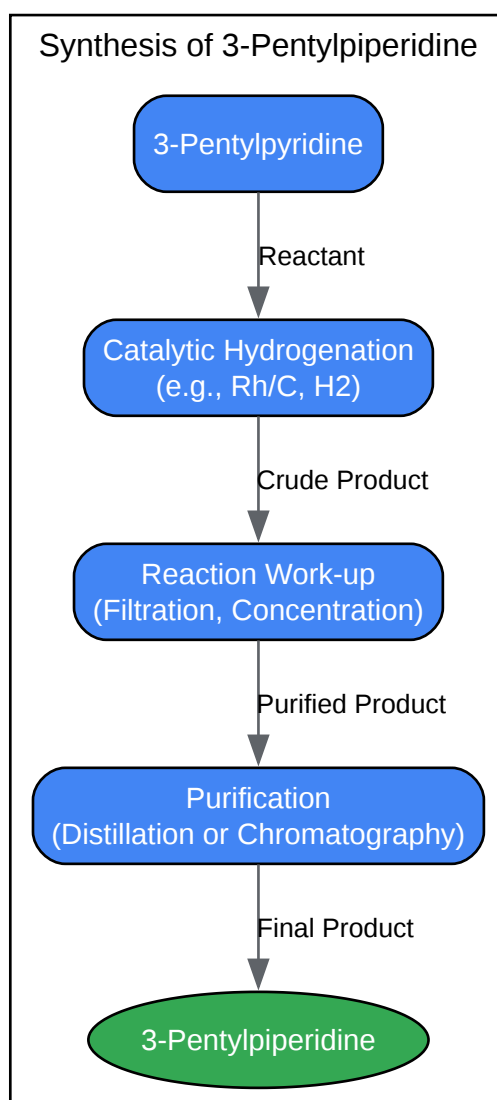 Synthesis of 3-Pentylpiperidine
3-Pentylpyridine
Reactant
Catalytic Hydrogenation
(e.g., Rh/C, H2)
Crude Product
Reaction Work-up
(Filtration, Concentration)
Purified Product
Purification
(Distillation or Chromatography)
Final Product
3-Pentylpiperidine